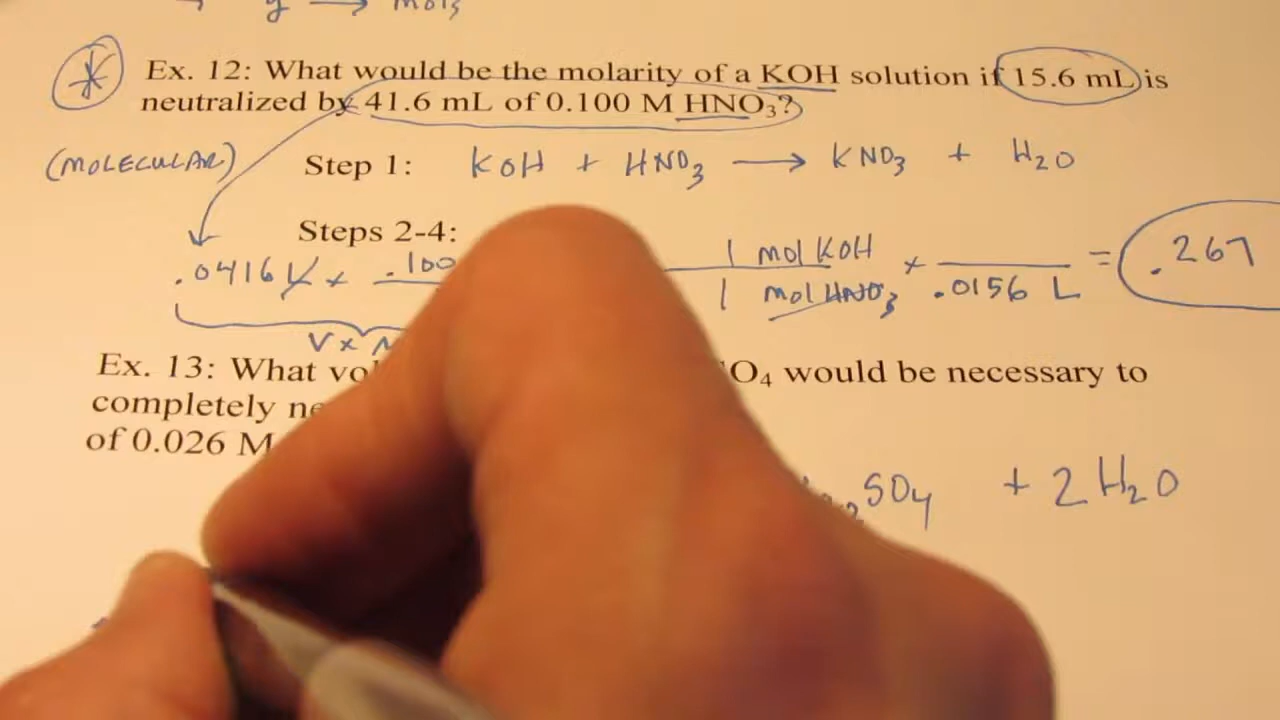 g → mols
* Ex. 12: What would be the molarity of a KOH solution if 15.6 mL is
neutralized by 41.6 mL of 0.100 M HNO₃?
(MOLECULAR) Step 1: KOH + HNO₃ → KNO₃ + H₂O
Steps 2-4:
.0416 L × .100 1 mol KOH / 1 mol HNO₃ × / .0156 L = .267
V ×
Ex. 13: What O₄ would be necessary to
completely
of 0.026 M
₂SO₄ + 2 H₂O